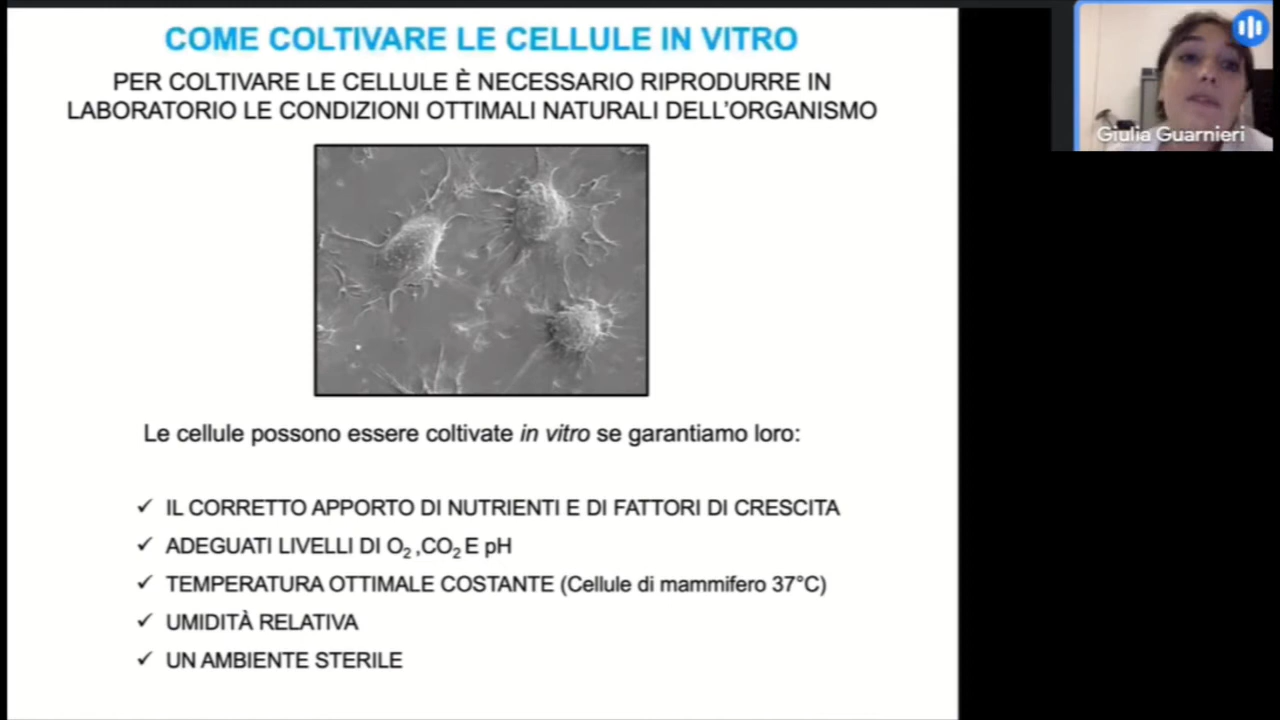 COME COLTIVARE LE CELLULE IN VITRO
PER COLTIVARE LE CELLULE È NECESSARIO RIPRODURRE IN
LABORATORIO LE CONDIZIONI OTTIMALI NATURALI DELL'ORGANISMO
Giulia Guarnieri
Le cellule possono essere coltivate in vitro se garantiamo loro:
✓ IL CORRETTO APPORTO DI NUTRIENTI E DI FATTORI DI CRESCITA
✓ ADEGUATI LIVELLI DI O₂ ,CO₂ E pH
✓ TEMPERATURA OTTIMALE COSTANTE (Cellule di mammifero 37°C)
✓ UMIDITÀ RELATIVA
✓ UN AMBIENTE STERILE